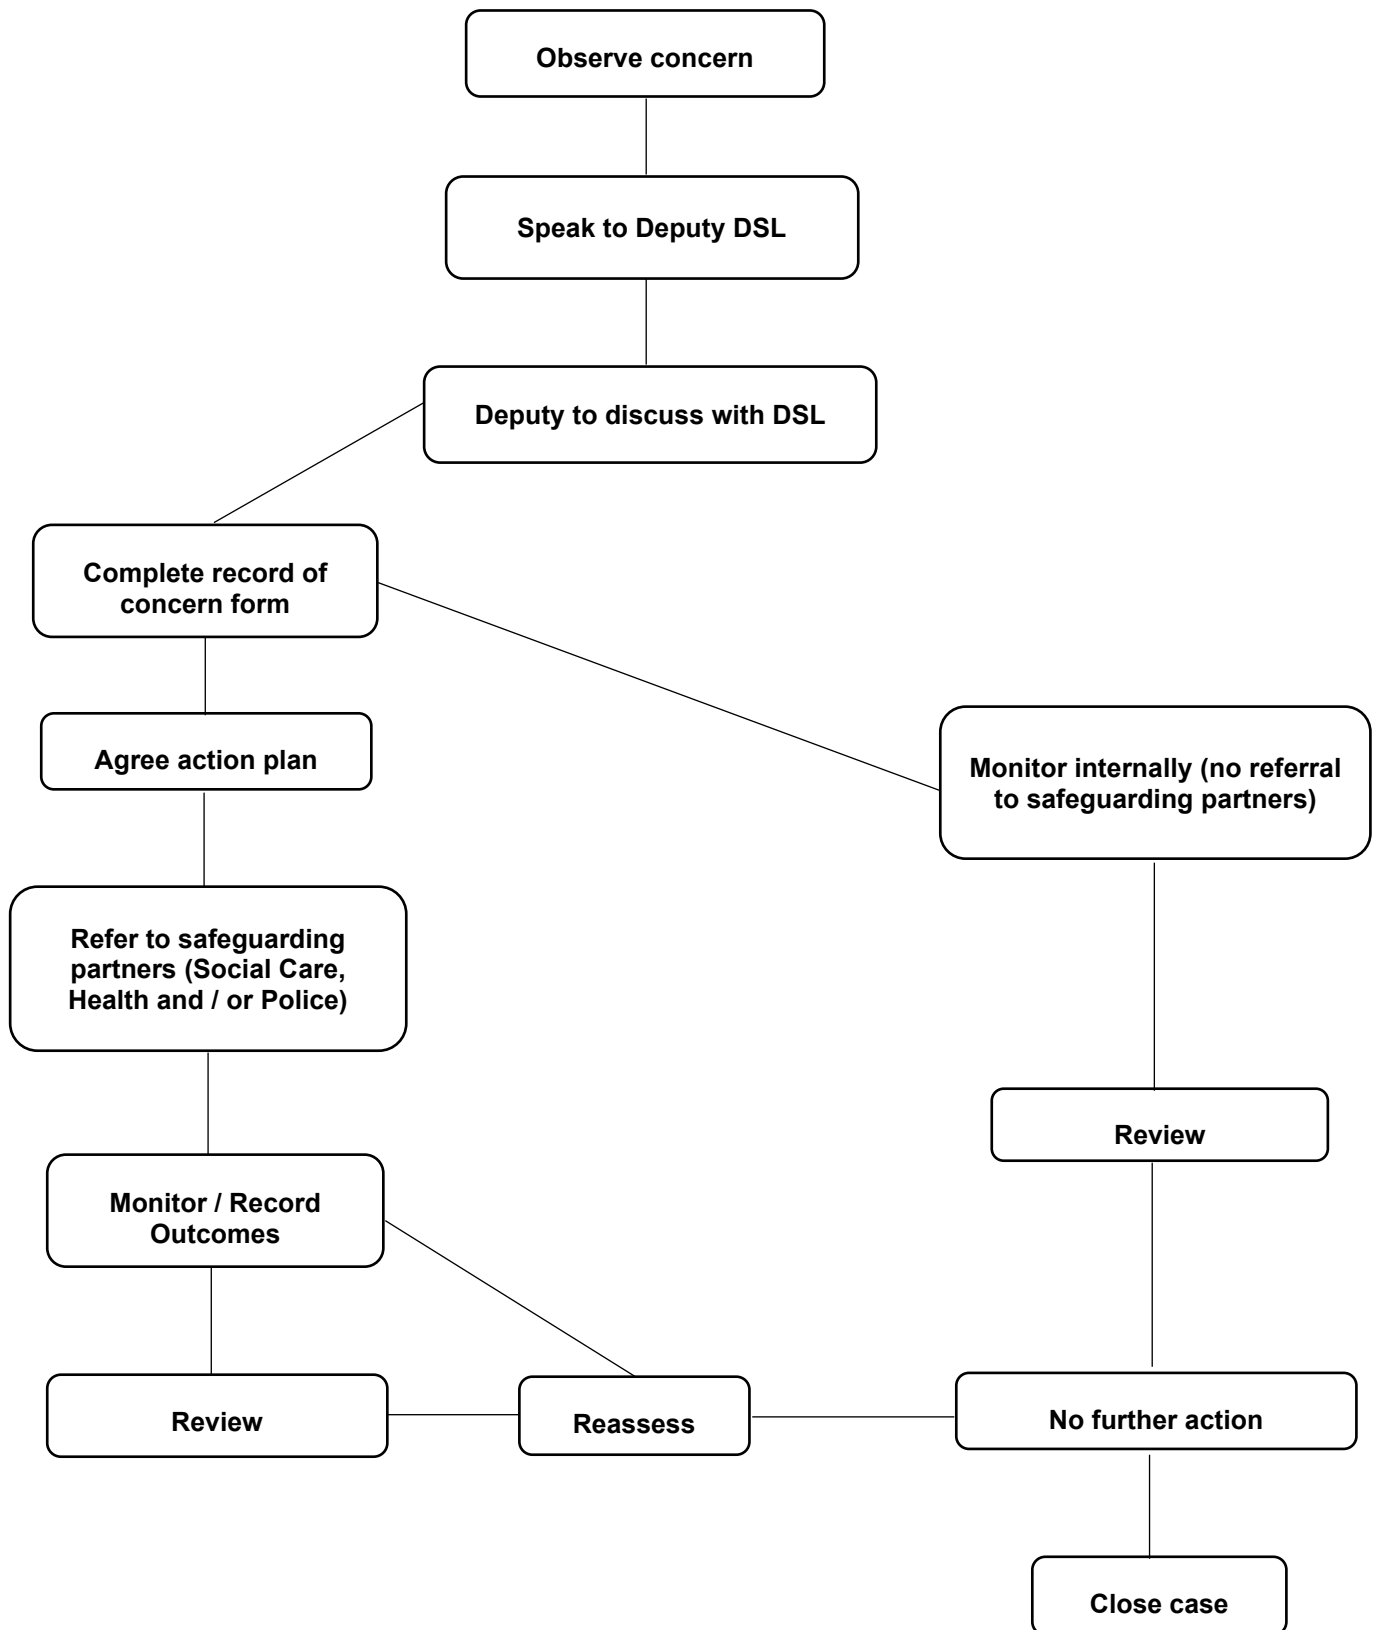 Observe concern
Speak to Deputy DSL
Deputy to discuss with DSL
Complete record of
concern form
Agree action plan
Monitor internally (no referral
to safeguarding partners)
Refer to safeguarding
partners (Social Care,
Health and / or Police)
Review
Monitor / Record
Outcomes
Review
Reassess
No further action
Close case